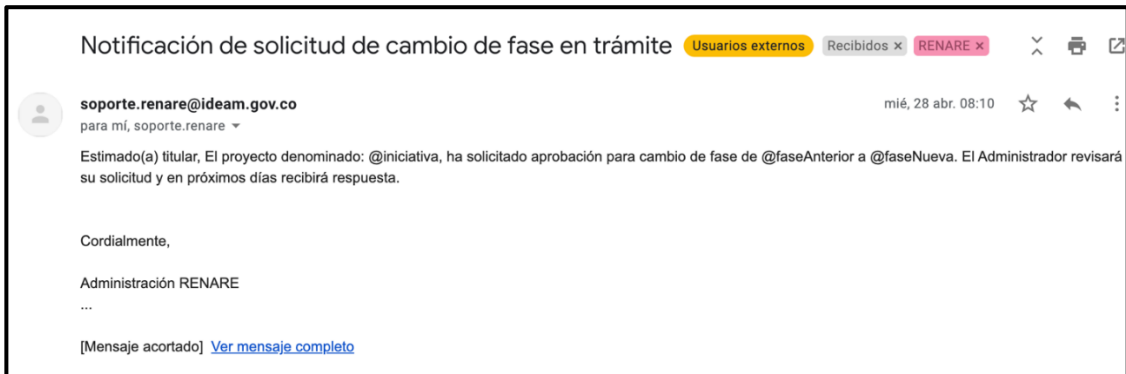 Notificación de solicitud de cambio de fase en trámite Usuarios externos Recibidos × RENARE ×
soporte.renare@ideam.gov.co mié, 28 abr. 08:10
para mí, soporte.renare
Estimado(a) titular, El proyecto denominado: @iniciativa, ha solicitado aprobación para cambio de fase de @faseAnterior a @faseNueva. El Administrador revisará
su solicitud y en próximos días recibirá respuesta.
Cordialmente,
Administración RENARE
...
[Mensaje acortado] Ver mensaje completo